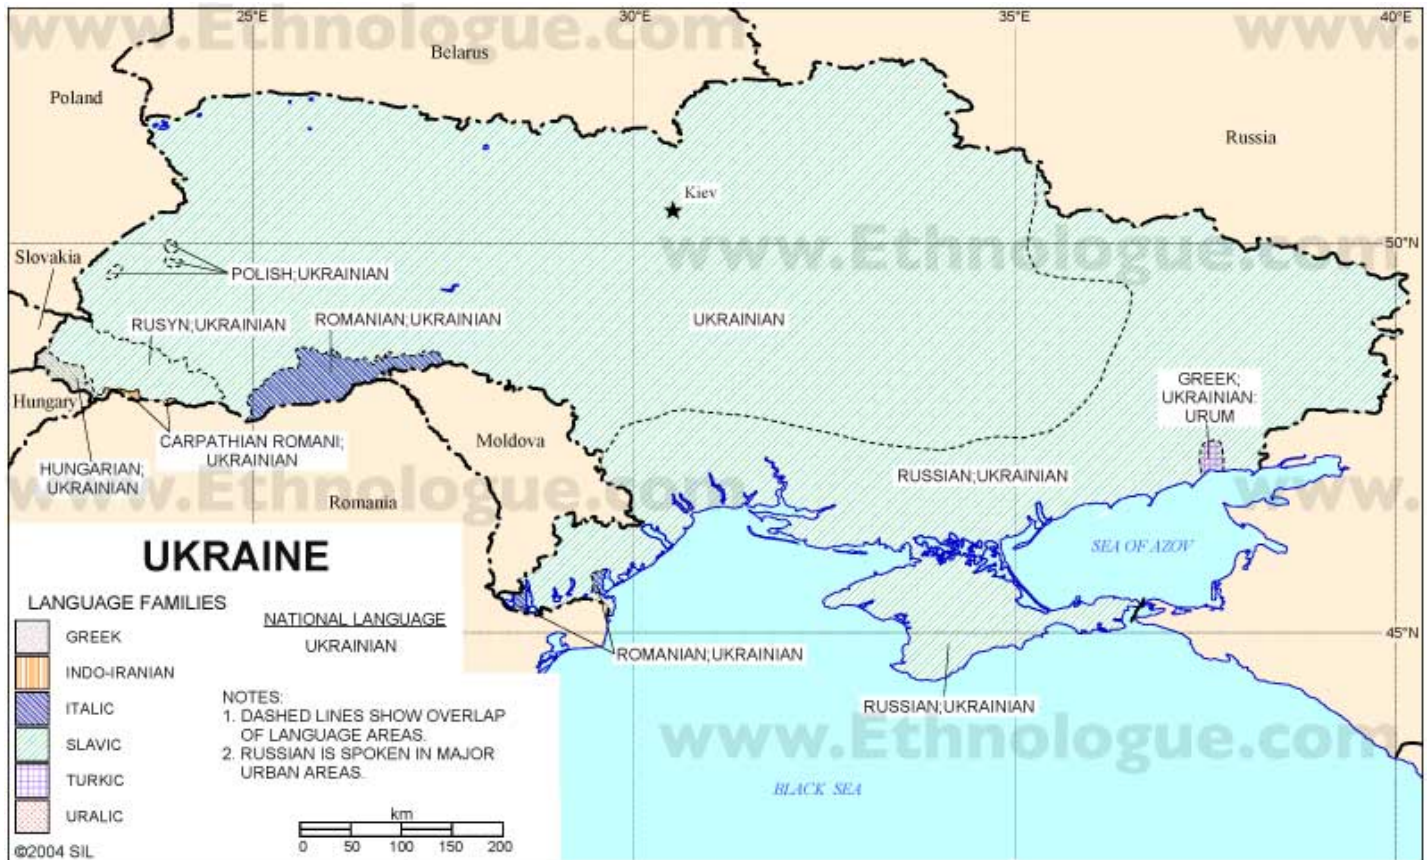 25°E
30°E
35°E
40°E
www.Ethnologue.com
www.
Belarus
Poland
Russia
Kiev
Slovakia
www.Ethnologue.com
50°N
POLISH;UKRAINIAN
RUSYN;UKRAINIAN
ROMANIAN;UKRAINIAN
UKRAINIAN
Hungary
GREEK;
UKRAINIAN:
URUM
CARPATHIAN ROMANI;
UKRAINIAN
Moldova
HUNGARIAN;
UKRAINIAN
RUSSIAN;UKRAINIAN
www.Ethnologue.com
www.
Romania
SEA OF AZOV
UKRAINE
LANGUAGE FAMILIES
GREEK
INDO-IRANIAN
ITALIC
SLAVIC
TURKIC
URALIC
NATIONAL LANGUAGE
UKRAINIAN
NOTES:
1. DASHED LINES SHOW OVERLAP
OF LANGUAGE AREAS.
2. RUSSIAN IS SPOKEN IN MAJOR
URBAN AREAS.
45°N
ROMANIAN;UKRAINIAN
RUSSIAN;UKRAINIAN
www.Ethnologue.com
BLACK SEA
km
0 50 100 150 200
©2004 SIL